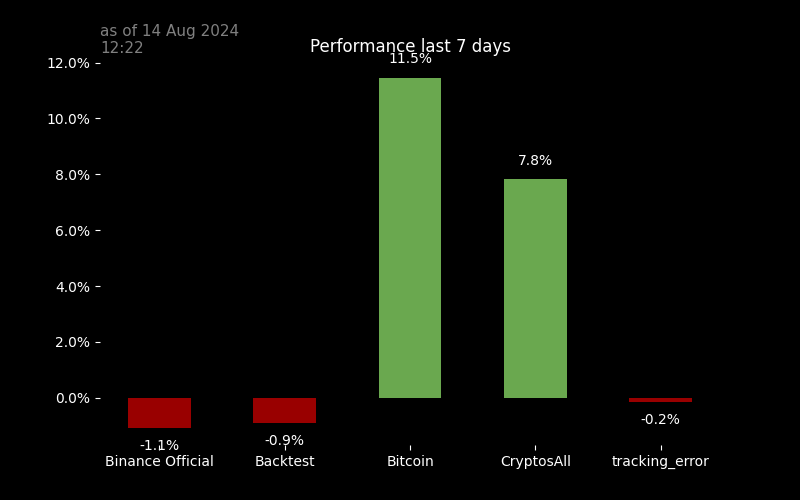 as of 14 Aug 2024
12:22
Performance last 7 days
12.0%
10.0%
8.0%
6.0%
4.0%
2.0%
0.0%
11.5%
7.8%
-1.1%
-0.9%
-0.2%
Binance Official
Backtest
Bitcoin
CryptosAll
tracking_error